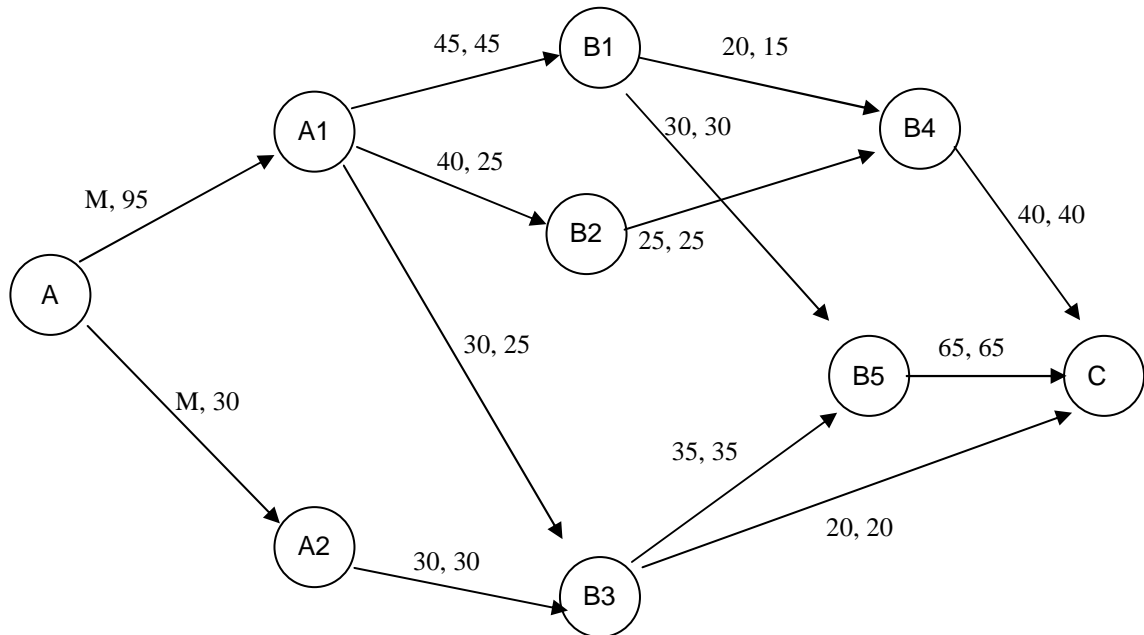 B1
45, 45
20, 15
A1
30, 30
B4
40, 25
M, 95
B2
25, 25
40, 40
A
30, 25
65, 65
B5
C
M, 30
35, 35
20, 20
A2
30, 30
B3